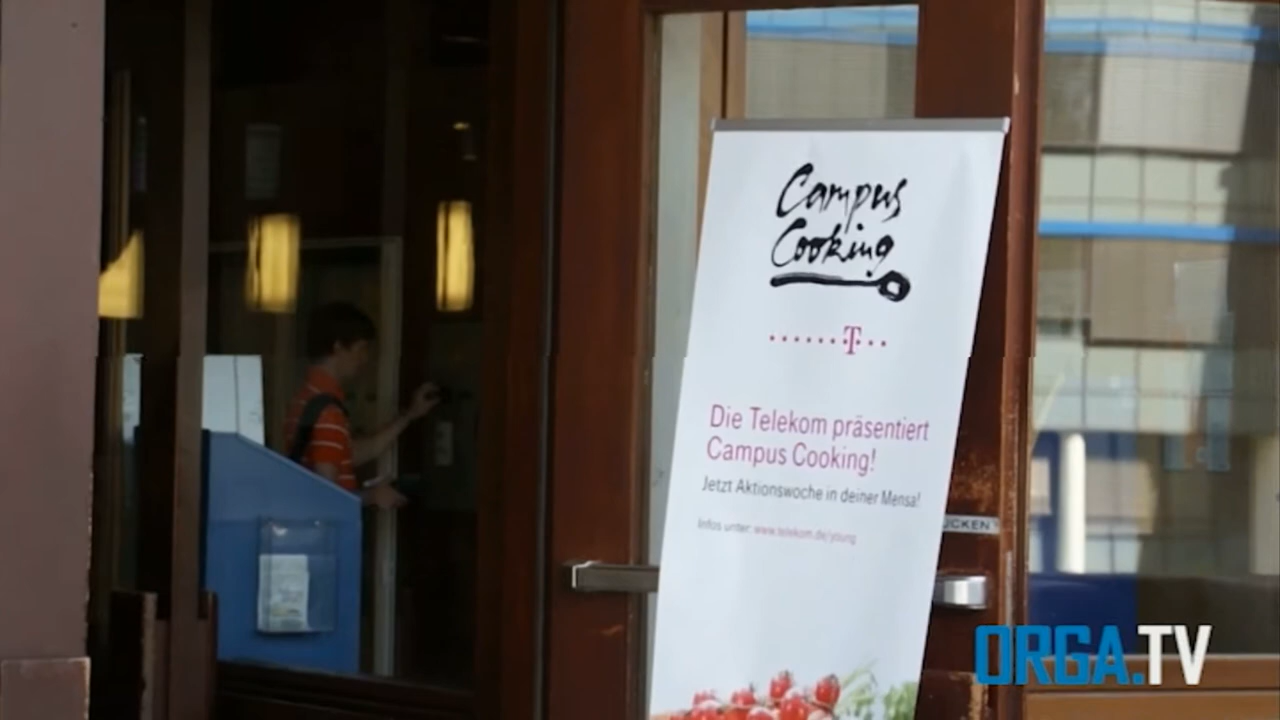 Campus
Cooking
T
Die Telekom präsentiert
Campus Cooking!
Jetzt Aktionswoche in deiner Mensa!
Infos unter: www.telekom.de/young
ÜCKEN
ORGA.TV